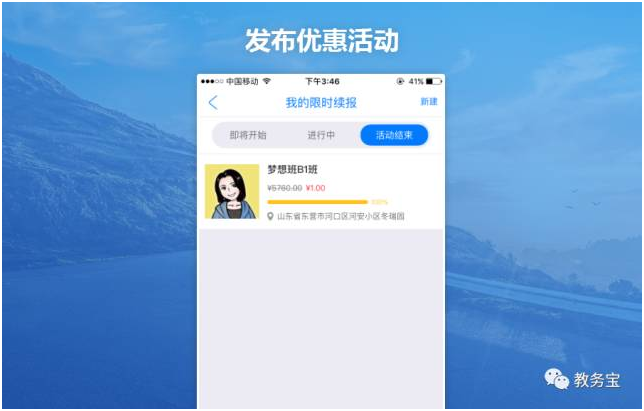 发布优惠活动
中国移动 下午3:46 41%
我的限时续报 新建
即将开始 进行中 活动结束
梦想班B1班
¥5760.00 ¥1.00
100%
山东省东营市河口区河安小区冬瑞园
教务宝